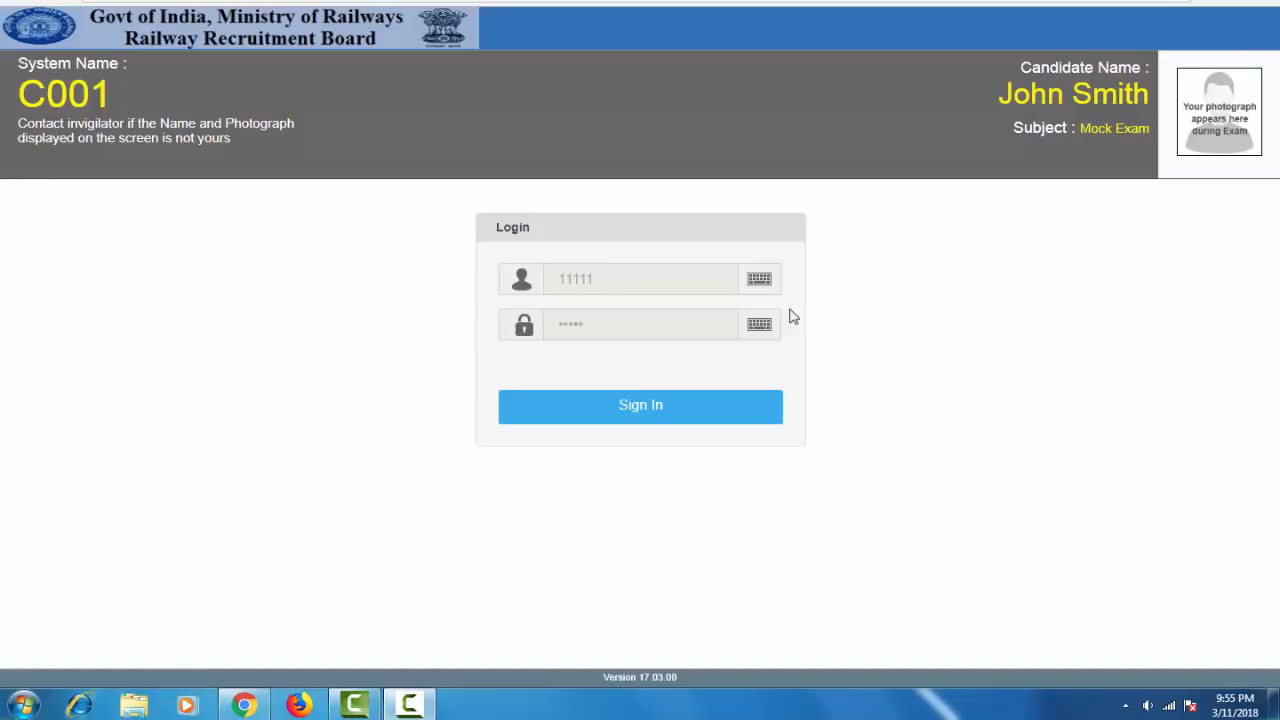 Govt of India, Ministry of Railways
Railway Recruitment Board
System Name :
C001
Contact invigilator if the Name and Photograph
displayed on the screen is not yours
Candidate Name :
John Smith
Subject : Mock Exam
Your photograph
appears here
during Exam
Login
11111
•••••
Sign In
Version 17.03.00
9:55 PM
3/11/2018